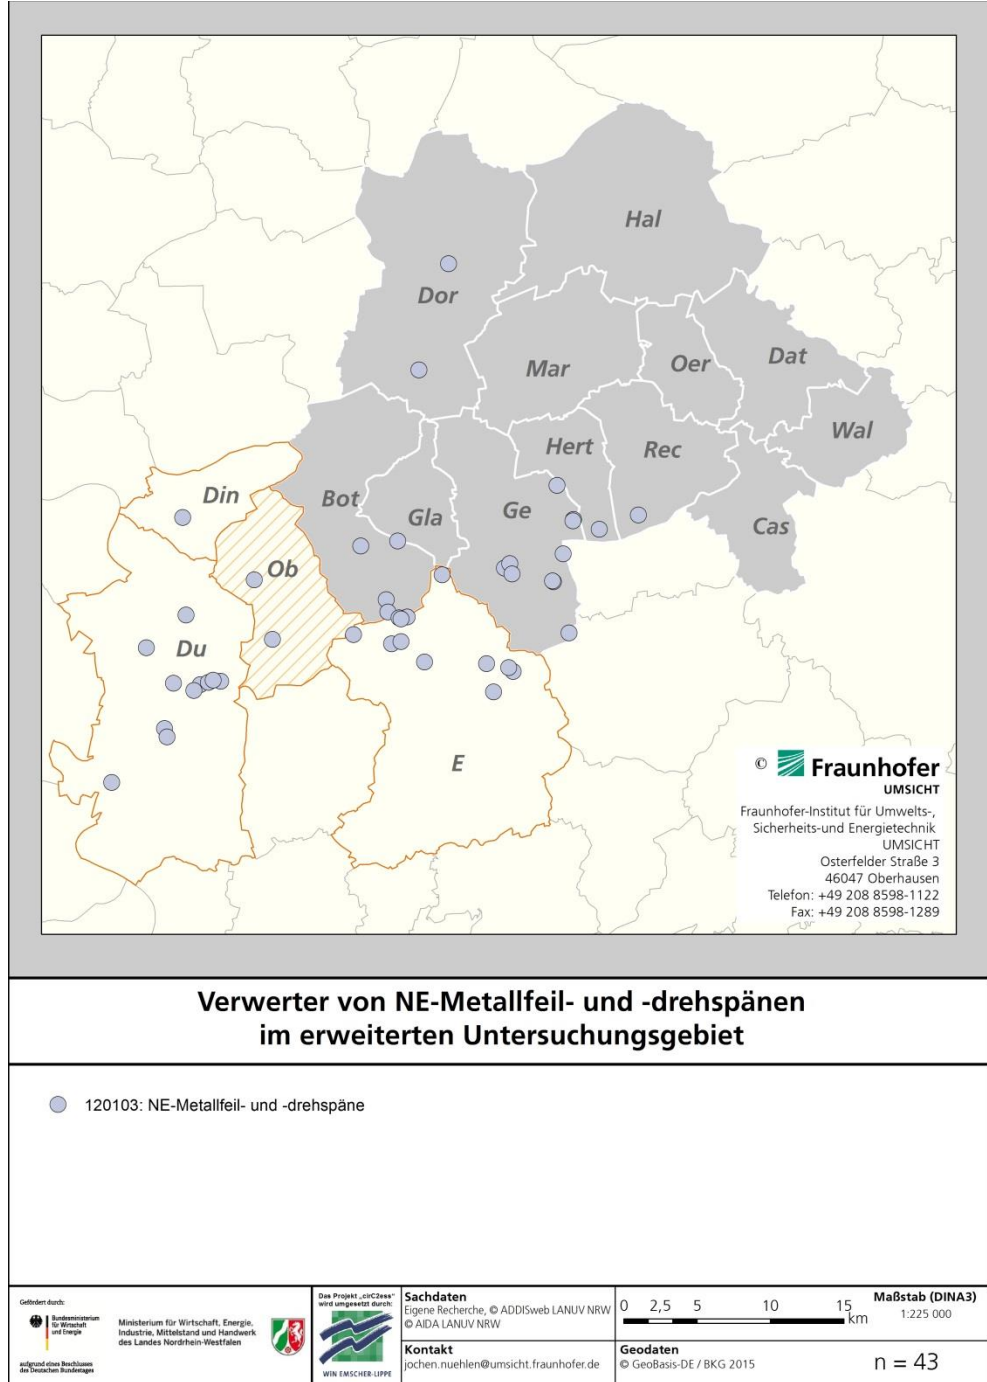 Hal
Dor
Mar
Oer
Dat
Wal
Hert
Rec
Din
Bot
Gla
Ge
Cas
Ob
Du
E
© Fraunhofer
UMSICHT
Fraunhofer-Institut für Umwelts-,
Sicherheits-und Energietechnik
UMSICHT
Osterfelder Straße 3
46047 Oberhausen
Telefon: +49 208 8598-1122
Fax: +49 208 8598-1289
Verwerter von NE-Metallfeil- und -drehspänen
im erweiterten Untersuchungsgebiet
120103: NE-Metallfeil- und -drehspäne
Gefördert durch:
Bundesministerium
für Wirtschaft
und Energie
aufgrund eines Beschlusses
des Deutschen Bundestages
Ministerium für Wirtschaft, Energie,
Industrie, Mittelstand und Handwerk
des Landes Nordrhein-Westfalen
Das Projekt „cirC2ess“
wird umgesetzt durch:
WIN EMSCHER-LIPPE
Sachdaten
Eigene Recherche, © ADDISweb LANUV NRW
© AIDA LANUV NRW
Kontakt
jochen.nuehlen@umsicht.fraunhofer.de
0 2,5 5 10 15 km
Maßstab (DINA3)
1:225 000
Geodaten
© GeoBasis-DE / BKG 2015
n = 43